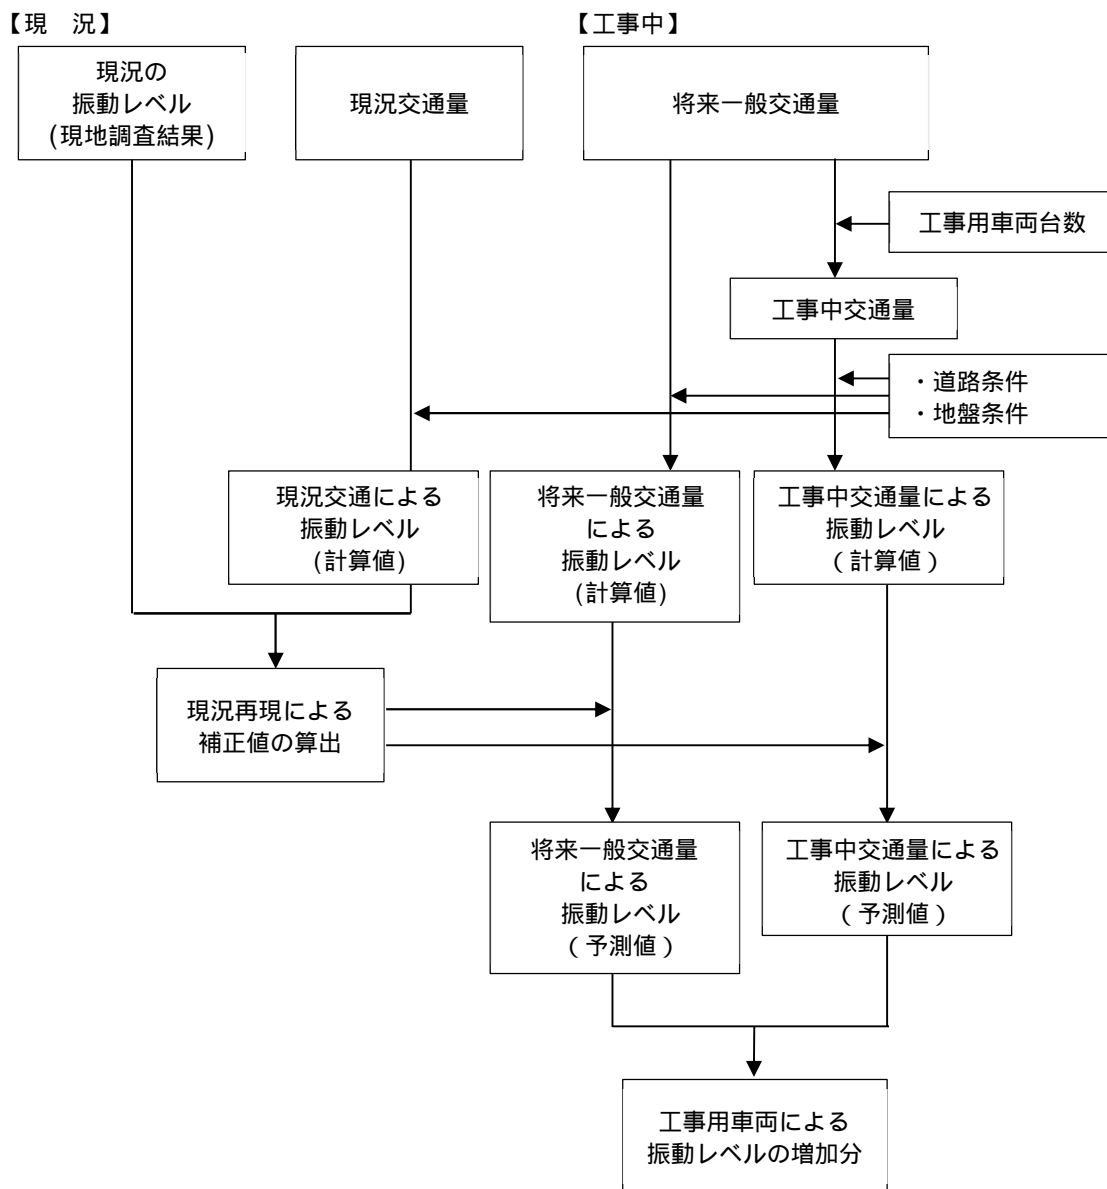 【現　況】
【工事中】
現況の
振動レベル
(現地調査結果)
現況交通量
将来一般交通量
工事用車両台数
工事中交通量
・道路条件
・地盤条件
現況交通による
振動レベル
(計算値)
将来一般交通量
による
振動レベル
(計算値)
工事中交通量による
振動レベル
（計算値）
現況再現による
補正値の算出
将来一般交通量
による
振動レベル
（予測値）
工事中交通量による
振動レベル
（予測値）
工事用車両による
振動レベルの増加分